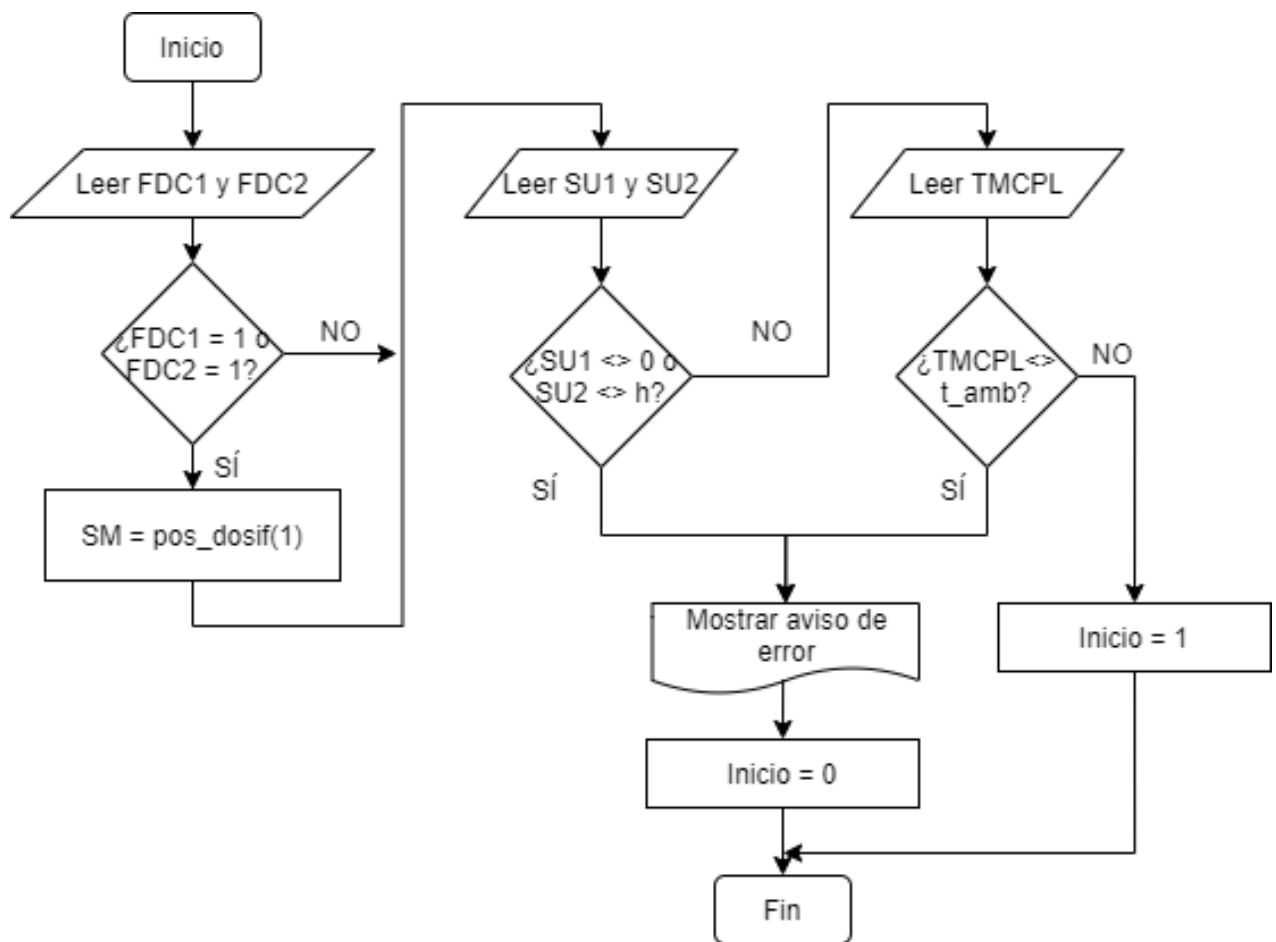 Inicio
Leer FDC1 y FDC2
¿FDC1 = 1 o
FDC2 = 1?
NO
SÍ
SM = pos_dosif(1)
Leer SU1 y SU2
¿SU1 <> 0 o
SU2 <> h?
NO
SÍ
Leer TMCPL
¿TMCPL<>
t_amb?
NO
SÍ
Mostrar aviso de
error
Inicio = 0
Inicio = 1
Fin